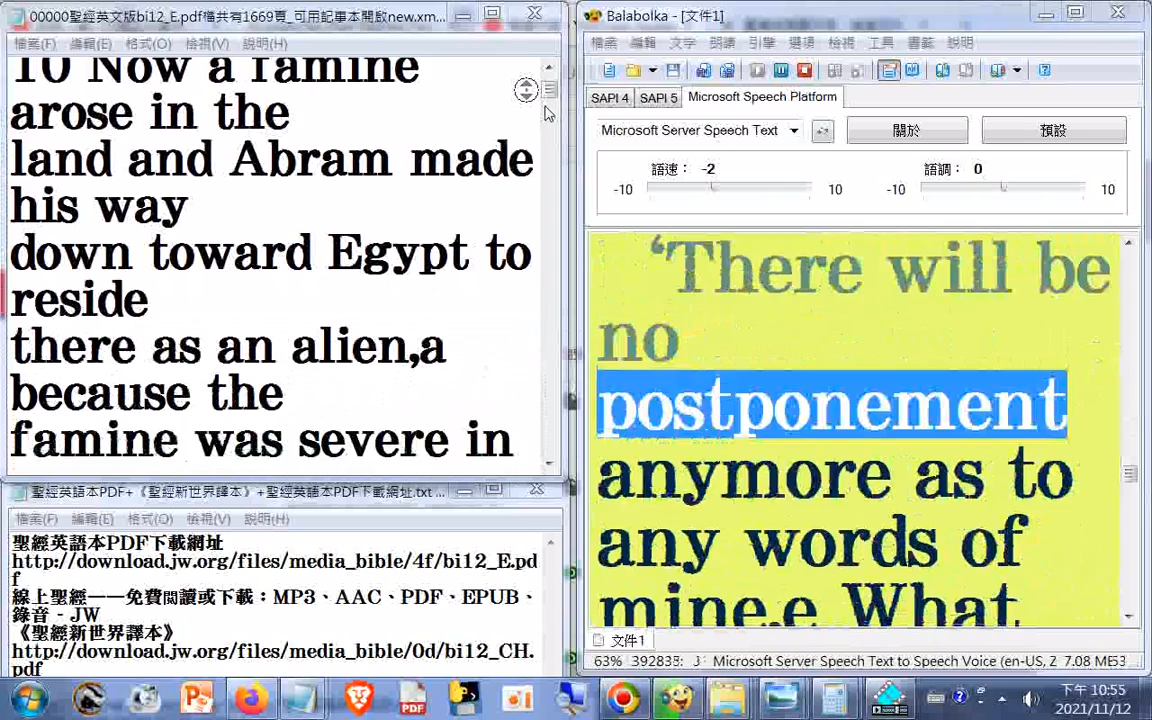 00000聖經英文版bi12_E.pdf檔共有1669頁_可用記事本開啟new.xm...
檔案(F) 編輯(E) 格式(O) 檢視(V) 說明(H)
10 Now a famine
arose in the
land and Abram made
his way
down toward Egypt to
reside
there as an alien,a
because the
famine was severe in
聖經英語本PDF+《聖經新世界譯本》+聖經英語本PDF下載網址.txt ...
檔案(F) 編輯(E) 格式(O) 檢視(V) 說明(H)
聖經英語本PDF下載網址
http://download.jw.org/files/media_bible/4f/bi12_E.pd
f
線上聖經——免費閱讀或下載：MP3、AAC、PDF、EPUB、
錄音 - JW
《聖經新世界譯本》
http://download.jw.org/files/media_bible/0d/bi12_CH.
pdf
Balabolka - [文件1]
檔案 編輯 文字 朗讀 引擎 選項 檢視 工具 書籤 說明
SAPI 4 SAPI 5 Microsoft Speech Platform
Microsoft Server Speech Text 關於 預設
語速： -2 語調： 0
-10 10 -10 10
‘There will be
no
postponement
anymore as to
any words of
mine.e What
文件1
63% Microsoft Server Speech Text to Speech Voice (en-US, 7.08 ME
PDF
下午 10:55
2021/11/12